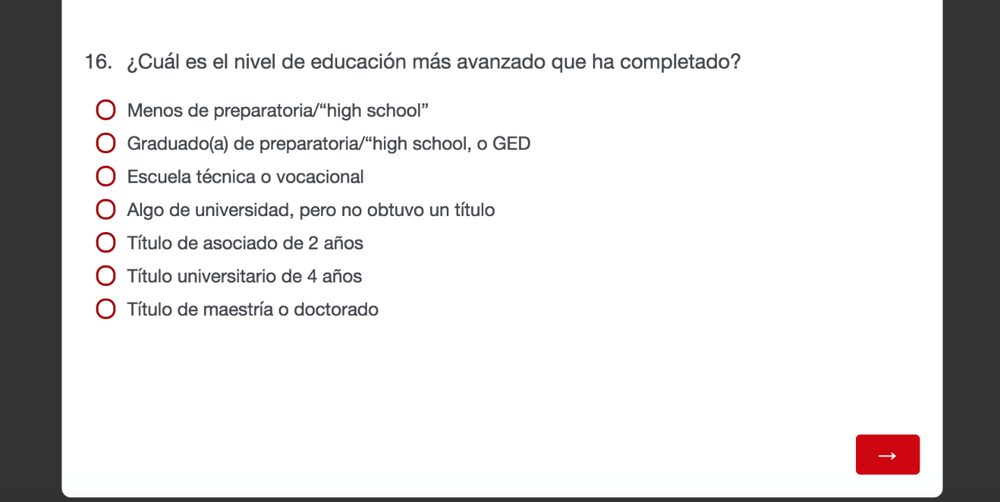 16. ¿Cuál es el nivel de educación más avanzado que ha completado?
Menos de preparatoria/“high school”
Graduado(a) de preparatoria/“high school, o GED
Escuela técnica o vocacional
Algo de universidad, pero no obtuvo un título
Título de asociado de 2 años
Título universitario de 4 años
Título de maestría o doctorado
→